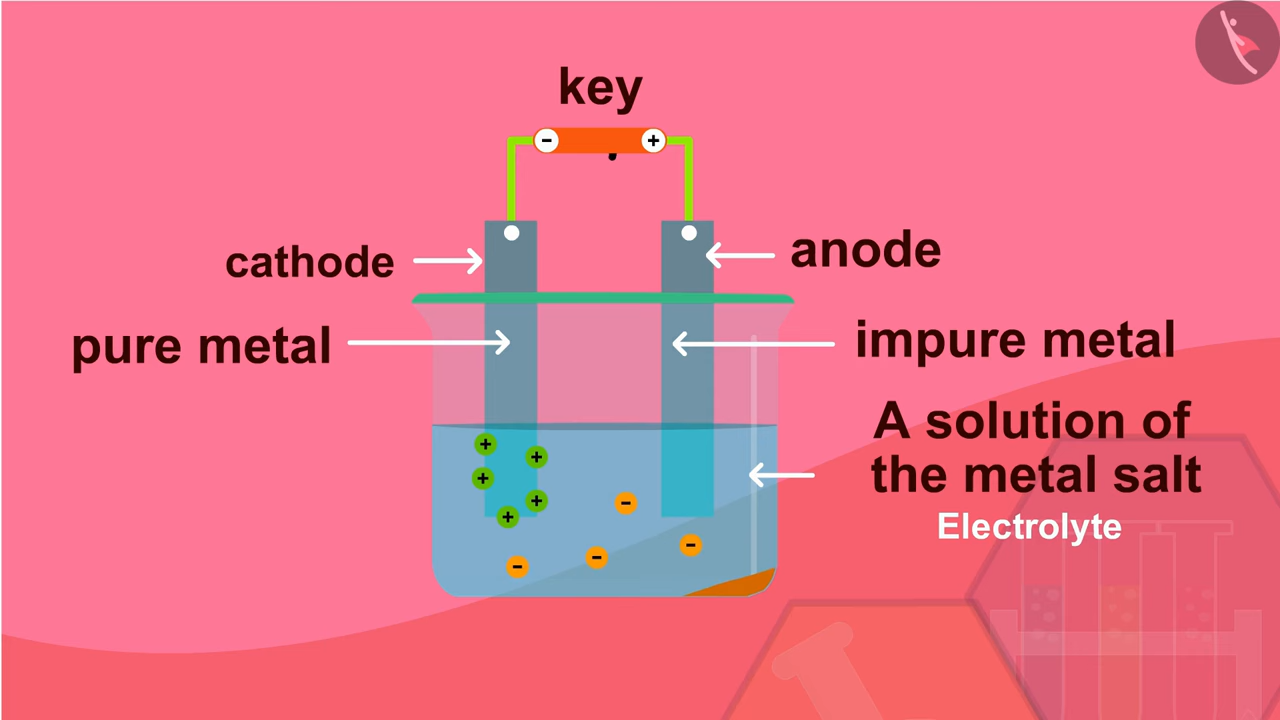 key
- +
cathode
anode
pure metal
impure metal
A solution of
the metal salt
Electrolyte
+
+
+
+
+
-
-
-
-